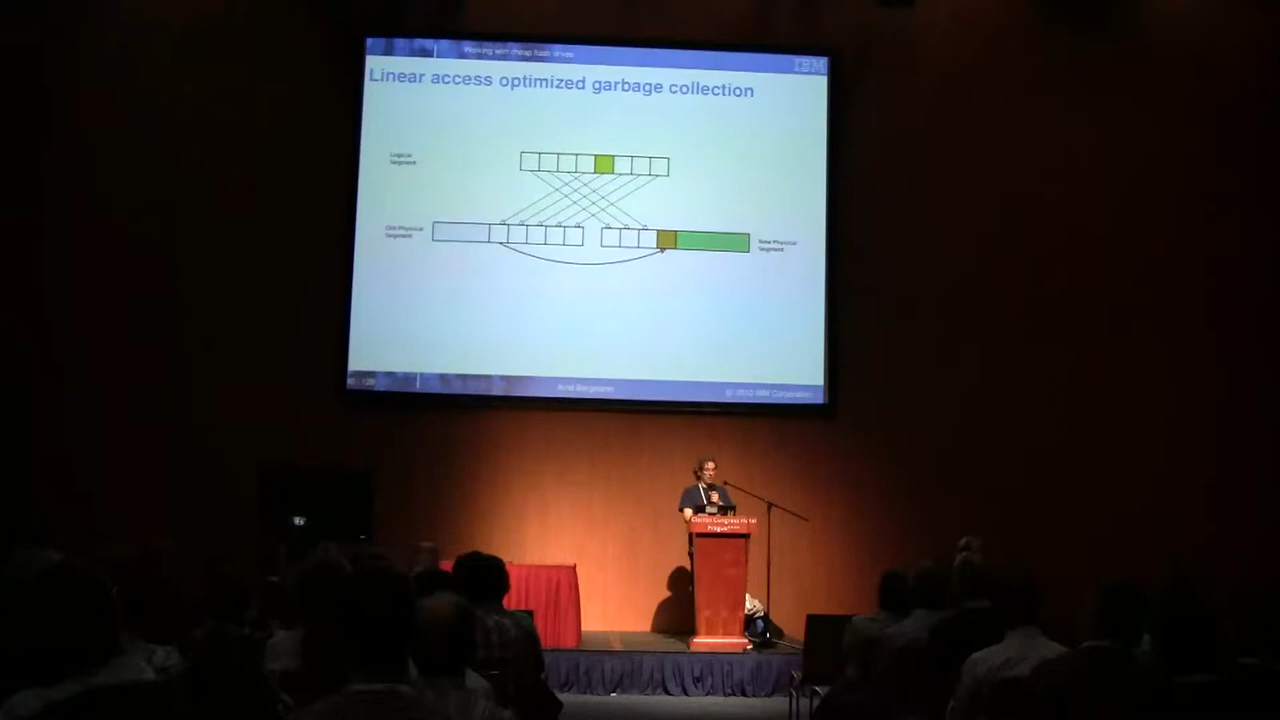 Working with cheap flash drives
IBM
Linear access optimized garbage collection
Logical
Segment
Old Physical
Segment
New Physical
Segment
Arnd Bergmann
© 2010 IBM Corporation
Clarion Congress Hotel
Prague****